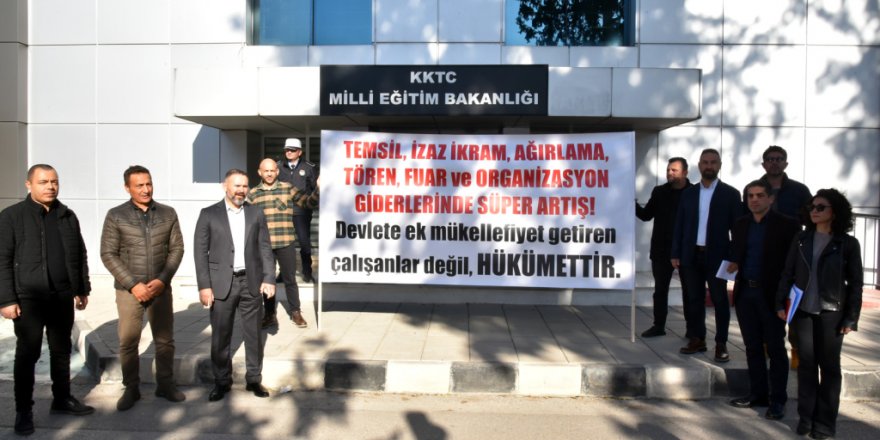 KKTC
MİLLİ EĞİTİM BAKANLIĞI
TEMSİL, İZAZ İKRAM, AĞIRLAMA,
TÖREN, FUAR ve ORGANİZASYON
GİDERLERİNDE SÜPER ARTIŞ!
Devlete ek mükellefiyet getiren
çalışanlar değil, HÜKÜMETTİR.